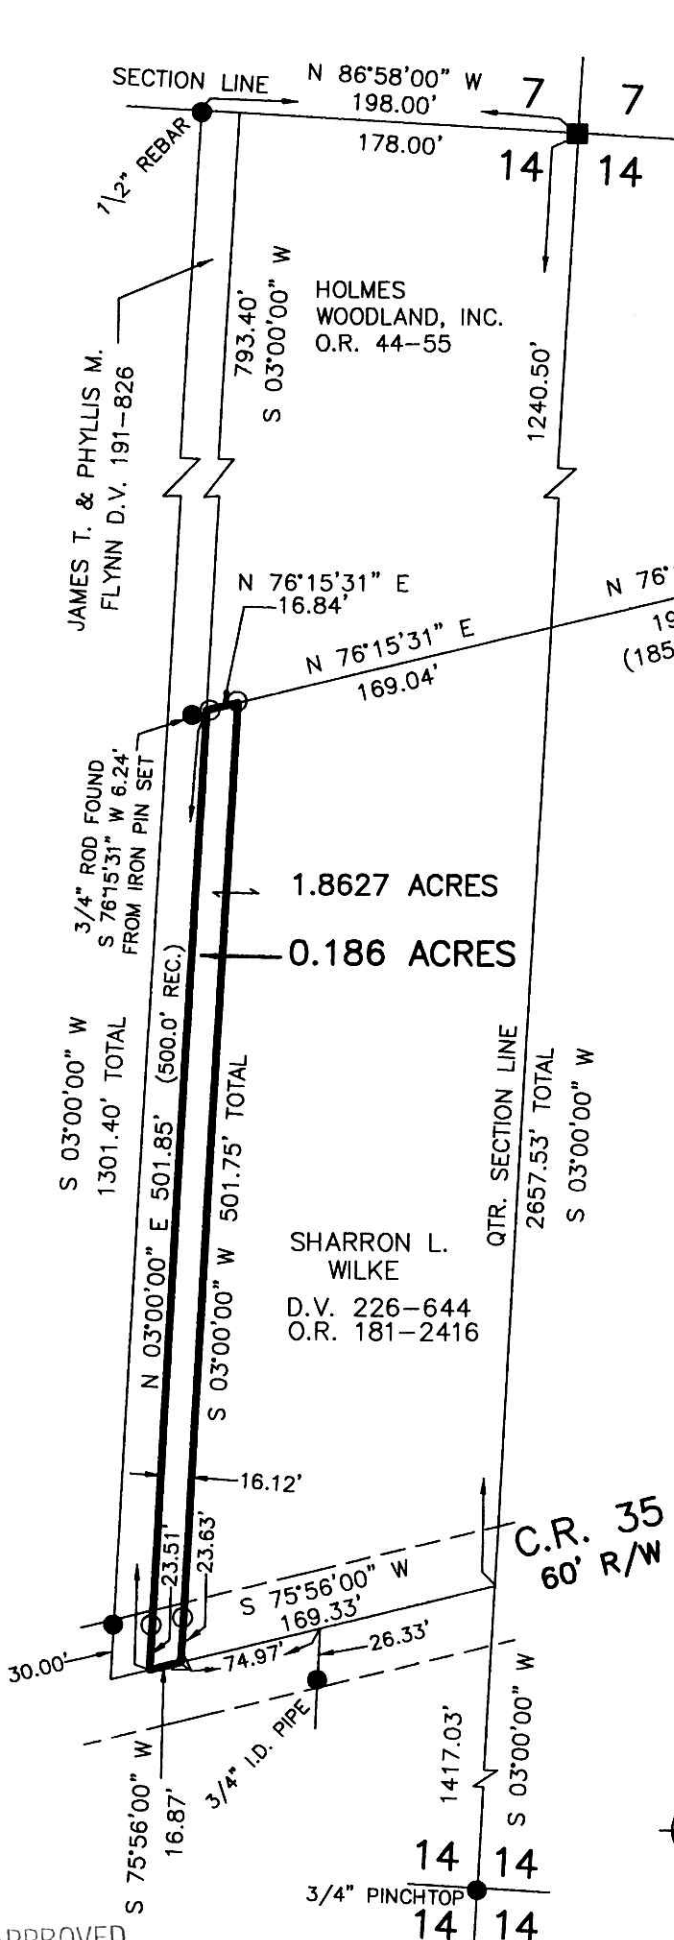 SECTION LINE
N 86°58'00" W
198.00'
178.00'
7
7
14
14
1/2" REBAR
793.40'
S 03°00'00" W
HOLMES
WOODLAND, INC.
O.R. 44-55
1240.50'
JAMES T. & PHYLLIS M.
FLYNN D.V. 191-826
N 76°15'31" E
16.84'
N 76°15'31" E
169.04'
N 76°
19
(185
3/4" ROD FOUND
S 76°15'31" W 6.24'
FROM IRON PIN SET
1.8627 ACRES
0.186 ACRES
S 03°00'00" W
1301.40' TOTAL
N 03°00'00" E 501.85' (500.0' REC.)
S 03°00'00" W 501.75' TOTAL
QTR. SECTION LINE
2657.53' TOTAL
S 03°00'00" W
SHARRON L.
WILKE
D.V. 226-644
O.R. 181-2416
16.12'
23.51'
23.63'
C.R. 35
60' R/W
S 75°56'00" W
169.33'
74.97'
26.33'
30.00'
3/4" I.D. PIPE
S 75°56'00" W
16.87'
1417.03'
S 03°00'00" W
14
14
3/4" PINCHTOP
14
14
APPROVED